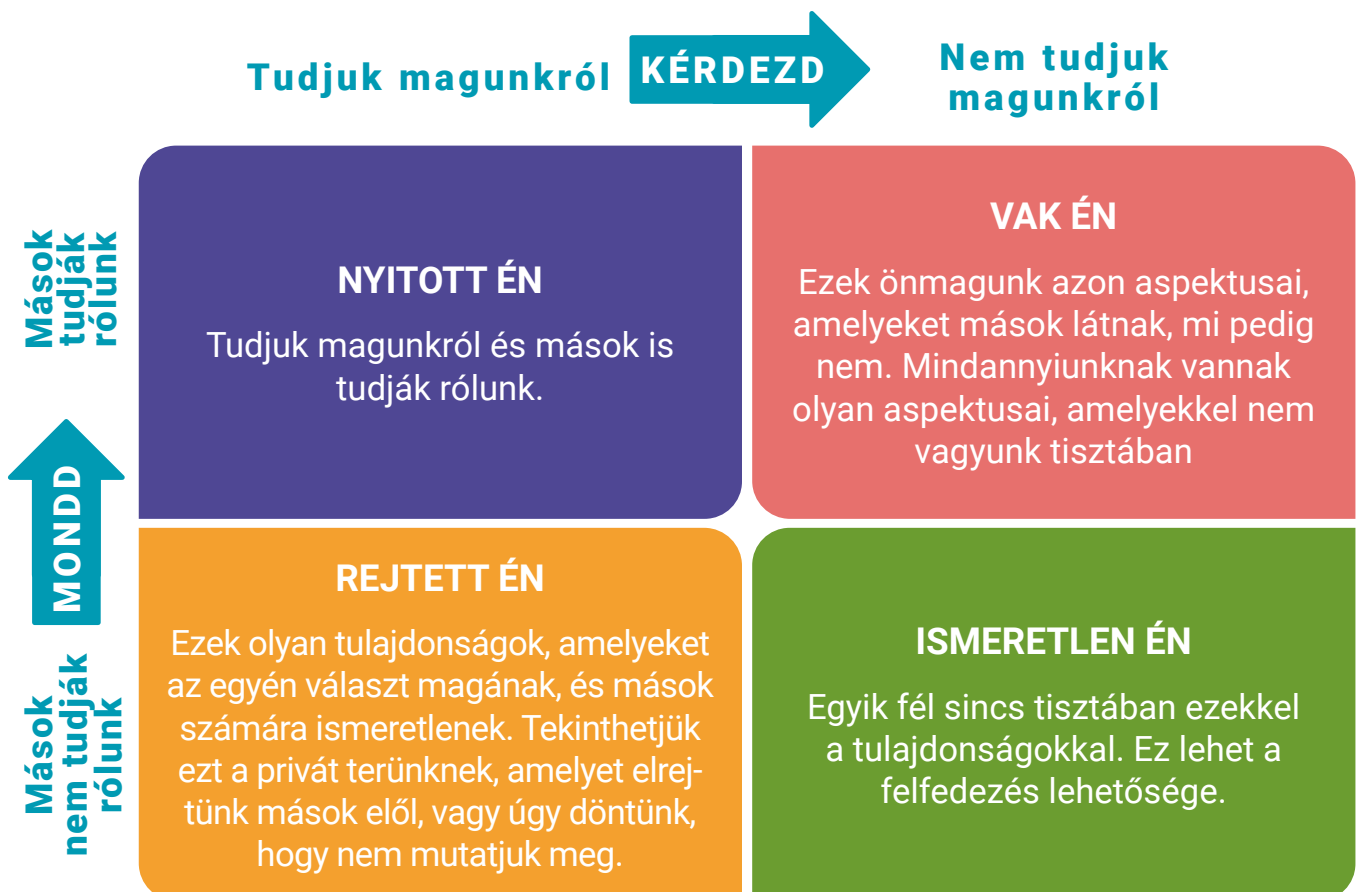 Tudjuk magunkról
KÉRDEZD
Nem tudjuk
magunkról
Mások
tudják
rólunk
NYITOTT ÉN
Tudjuk magunkról és mások is
tudják rólunk.
VAK ÉN
Ezek önmagunk azon aspektusai,
amelyeket mások látnak, mi pedig
nem. Mindannyiunknak vannak
olyan aspektusai, amelyekkel nem
vagyunk tisztában
MONDD
Mások
nem tudják
rólunk
REJTETT ÉN
Ezek olyan tulajdonságok, amelyeket
az egyén választ magának, és mások
számára ismeretlenek. Tekinthetjük
ezt a privát terünknek, amelyet elrej-
tünk mások elől, vagy úgy döntünk,
hogy nem mutatjuk meg.
ISMERETLEN ÉN
Egyik fél sincs tisztában ezekkel
a tulajdonságokkal. Ez lehet a
felfedezés lehetősége.